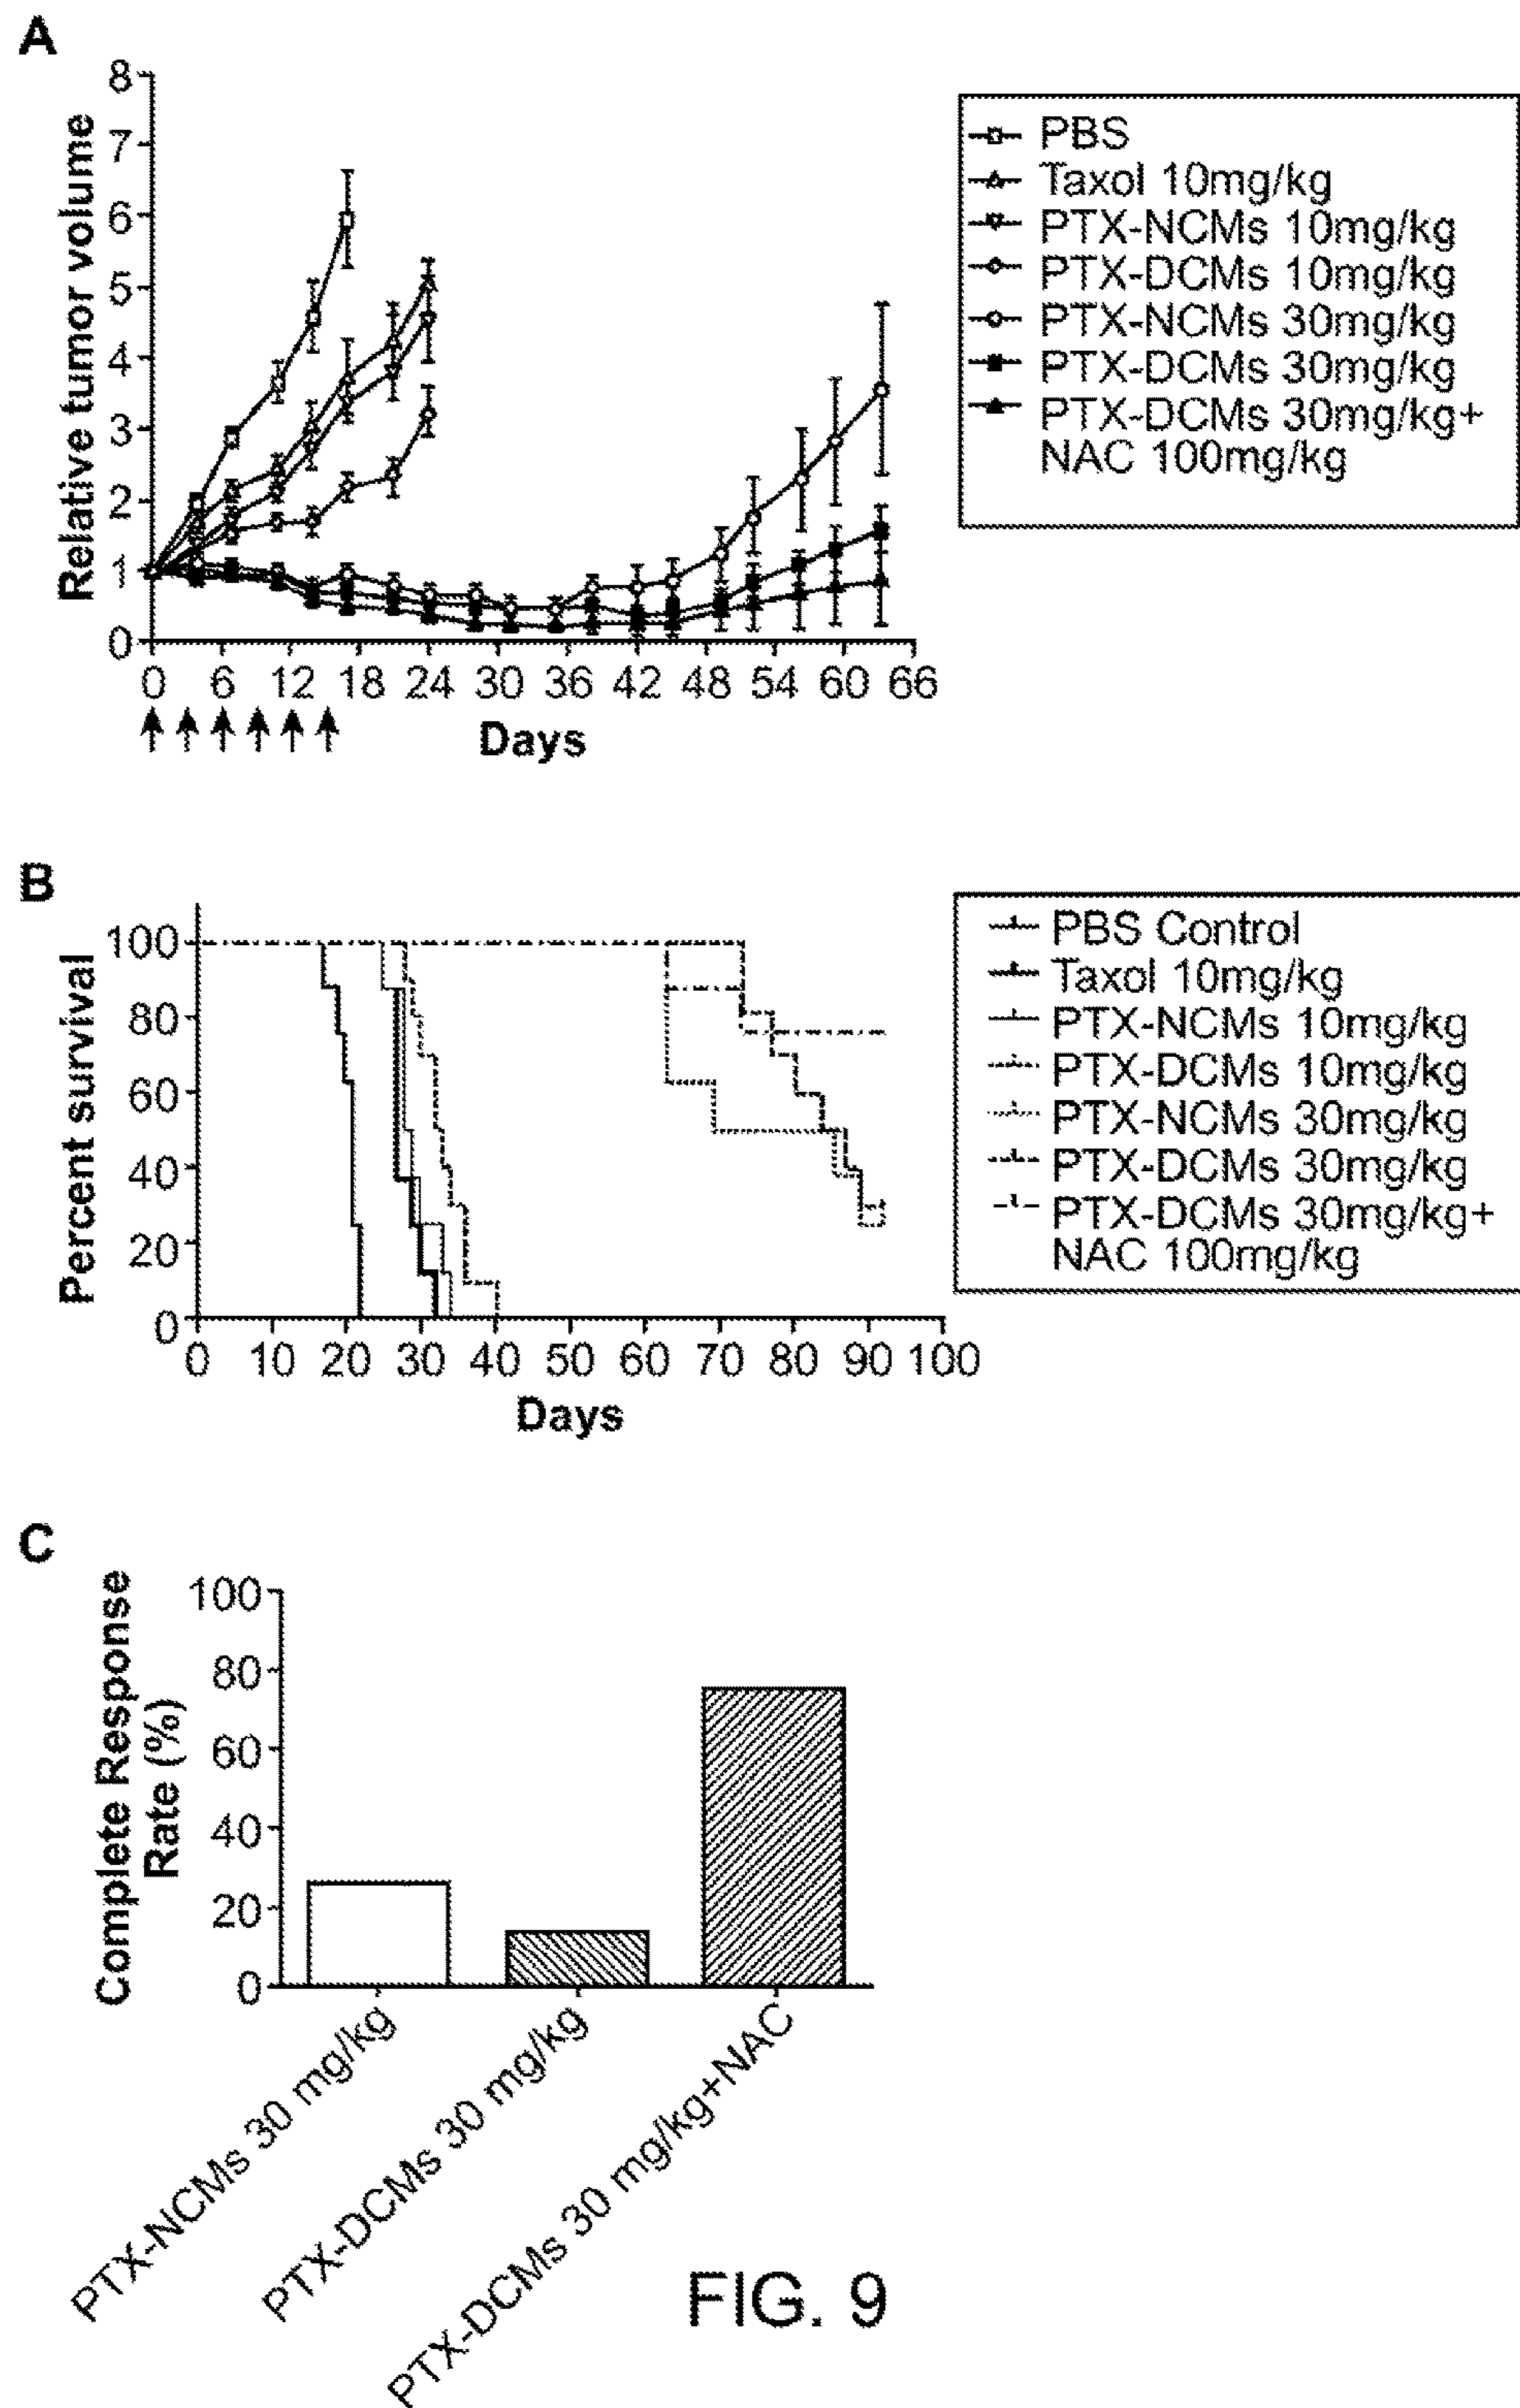 A
Relative tumor volume
8
7
6
5
4
3
2
1
0
0 6 12 18 24 30 36 42 48 54 60 66
Days
PBS
Taxol 10mg/kg
PTX-NCMs 10mg/kg
PTX-DCMs 10mg/kg
PTX-NCMs 30mg/kg
PTX-DCMs 30mg/kg
PTX-DCMs 30mg/kg+
NAC 100mg/kg
B
Percent survival
100
80
60
40
20
0
0 10 20 30 40 50 60 70 80 90 100
Days
PBS Control
Taxol 10mg/kg
PTX-NCMs 10mg/kg
PTX-DCMs 10mg/kg
PTX-NCMs 30mg/kg
PTX-DCMs 30mg/kg
PTX-DCMs 30mg/kg+
NAC 100mg/kg
C
Complete Response
Rate (%)
100
80
60
40
20
0
PTX-NCMs 30 mg/kg
PTX-DCMs 30 mg/kg
PTX-DCMs 30 mg/kg+NAC
FIG. 9